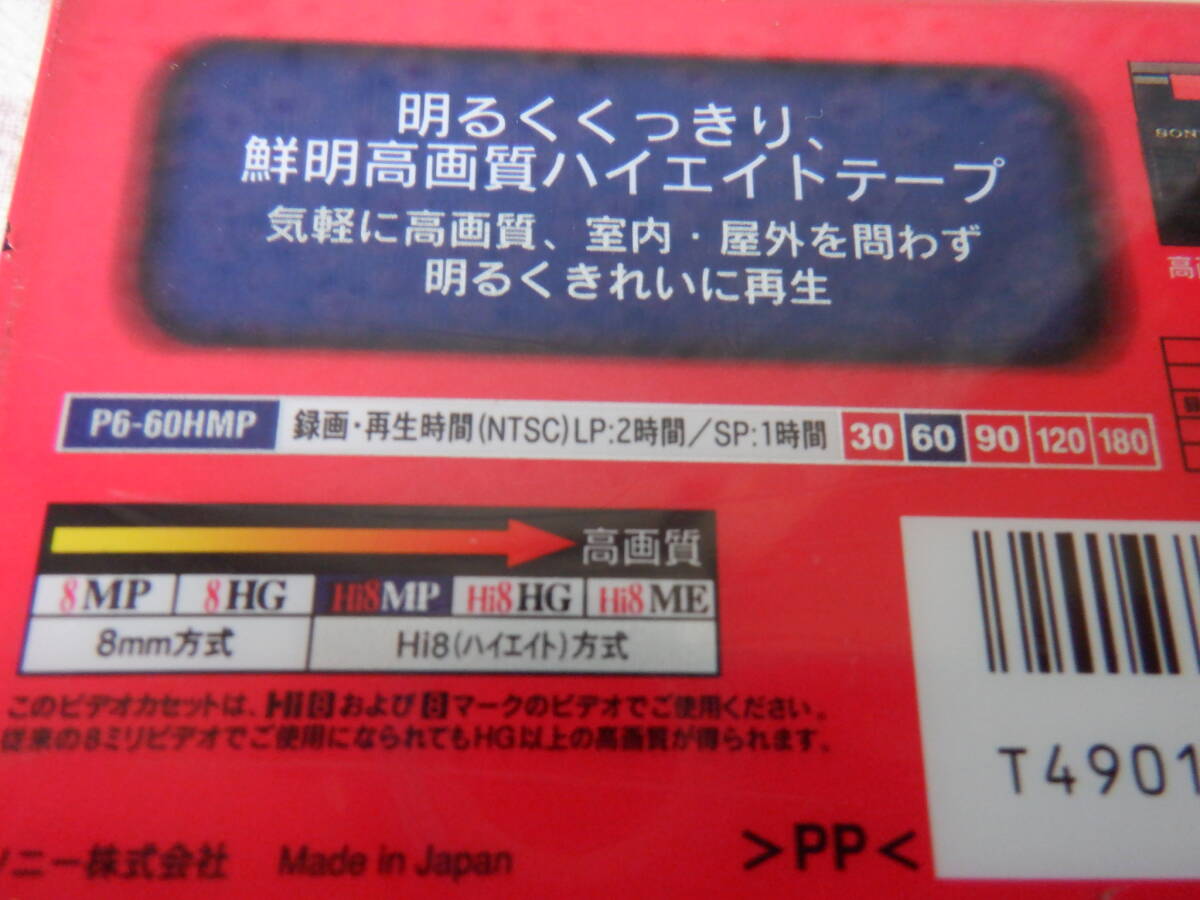 明るくくっきり、
鮮明高画質ハイエイトテープ
気軽に高画質、室内・屋外を問わず
明るくきれいに再生
SON
高画
P6-60HMP 録画・再生時間(NTSC)LP:2時間／SP:1時間 30 60 90 120 180
高画質
8MP 8HG Hi8MP Hi8HG Hi8ME
8mm方式 Hi8(ハイエイト)方式
このビデオカセットは、Hi8および8マークのビデオでご使用ください。
従来の8ミリビデオでご使用になられてもHG以上の高画質が得られます。
T4901
ソニー株式会社 Made in Japan
>PP<